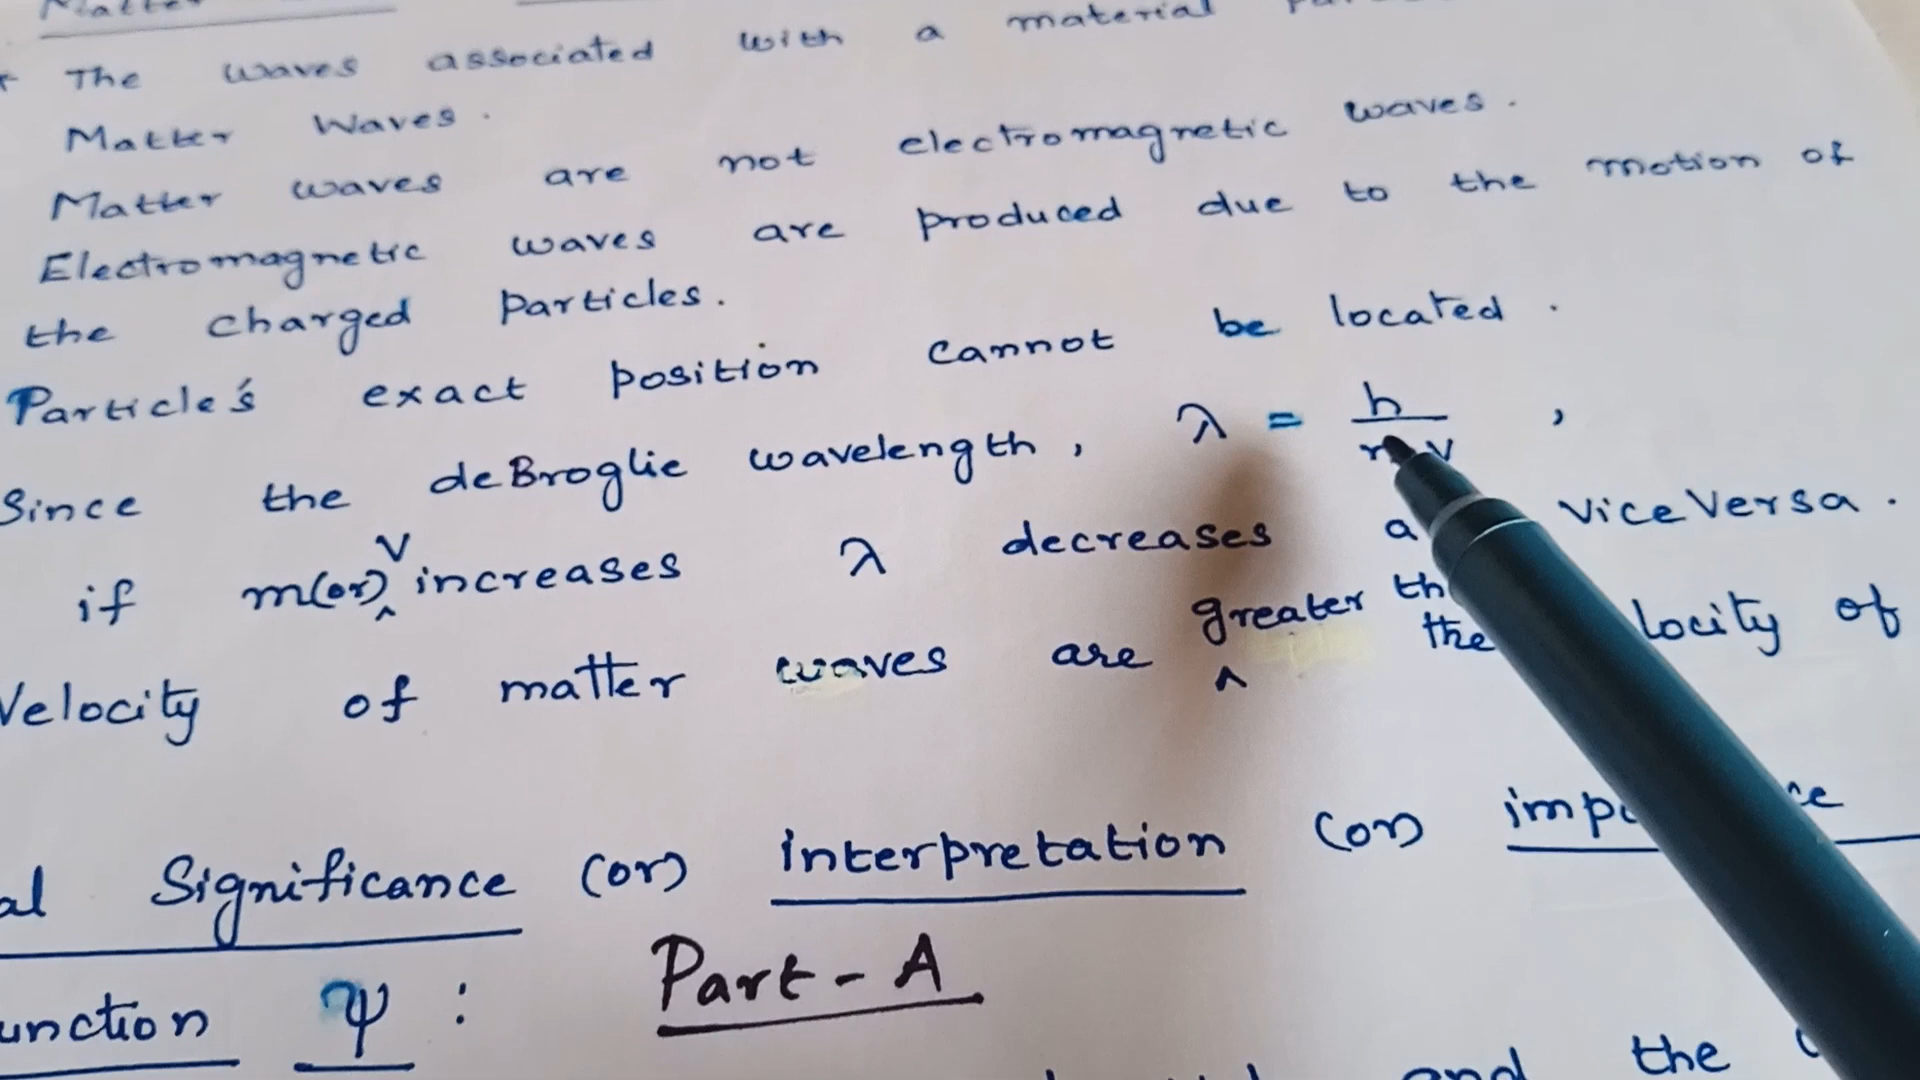 Matter
The waves associated with a material
Matter Waves.
Matter waves are not electromagnetic waves.
Electromagnetic waves are produced due to the motion of
the charged particles.
Particle's exact position cannot be located.
Since the deBroglie wavelength, λ = h / mv ,
if m(or) v increases λ decreases a viceversa.
Velocity of matter waves are greater th the locity of
al Significance (or) interpretation (or) imp ce
unction ψ : Part - A
and the